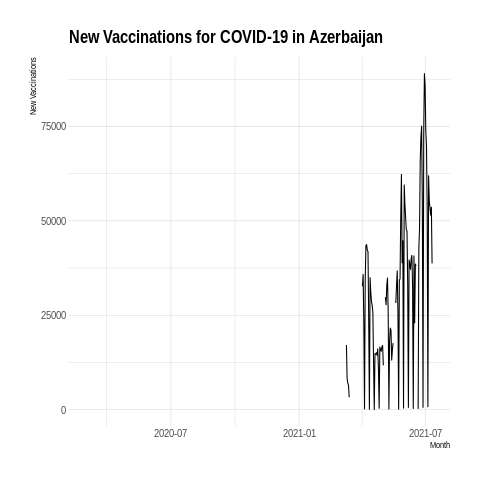 New Vaccinations for COVID-19 in Azerbaijan
New Vaccinations
75000
50000
25000
0
2020-07
2021-01
2021-07
Month